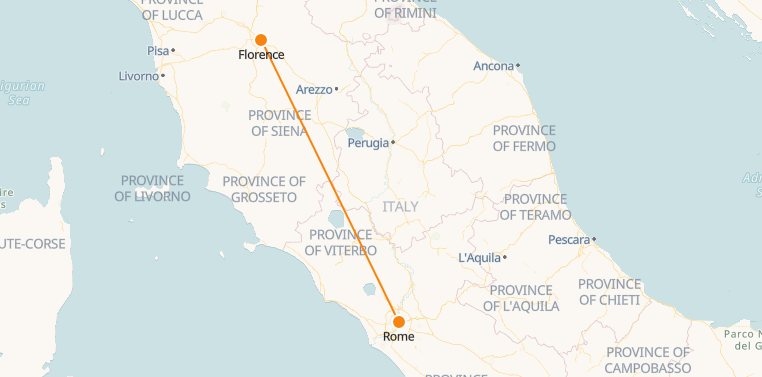 PROVINCE
OF LUCCA
PROVINCE
OF RIMINI
Pisa
Florence
Livorno
Ancona
igurian
Sea
Arezzo
PROVINCE
OF SIENA
Perugia
PROVINCE
OF FERMO
PROVINCE
OF LIVORNO
PROVINCE OF
GROSSETO
ITALY
PROVINCE
OF TERAMO
Adr
S
ire
s
UTE-CORSE
PROVINCE
OF VITERBO
Pescara
L'Aquila
PROVINCE
OF L'AQUILA
PROVINCE
OF CHIETI
Rome
Parco N
del G
PROVINCE OF
CAMPOBASSO
PROVINCE